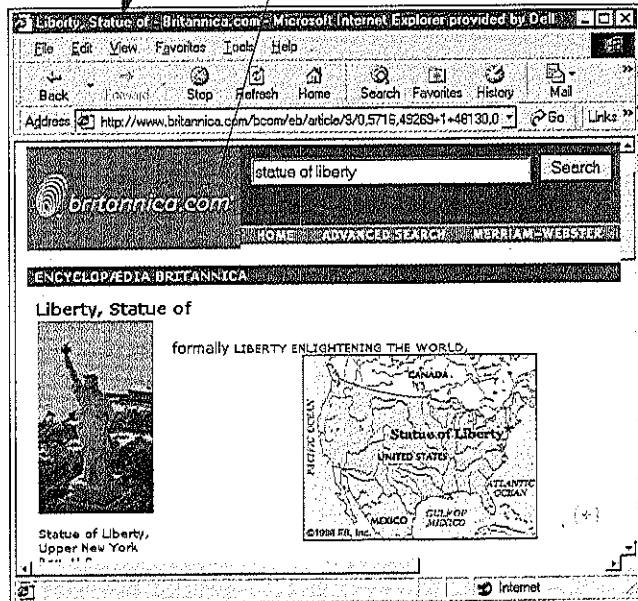 Liberty, Statue of - Britannica.com - Microsoft Internet Explorer provided by Dell
File Edit View Favorites Tools Help
Back Forward Stop Refresh Home Search Favorites History Mail
Address http://www.britannica.com/bcom/eb/article/9/0,5716,49269+1+48130,0 Go Links
britannica.com
statue of liberty Search
HOME ADVANCED SEARCH MERRIAM-WEBSTER
ENCYCLOPÆDIA BRITANNICA
Liberty, Statue of
formally LIBERTY ENLIGHTENING THE WORLD,
CANADA
PACIFIC OCEAN
Statue of Liberty
UNITED STATES
ATLANTIC OCEAN
MEXICO
GULF OF MEXICO
©1998 EB, Inc.
(+)
Statue of Liberty,
Upper New York
Internet